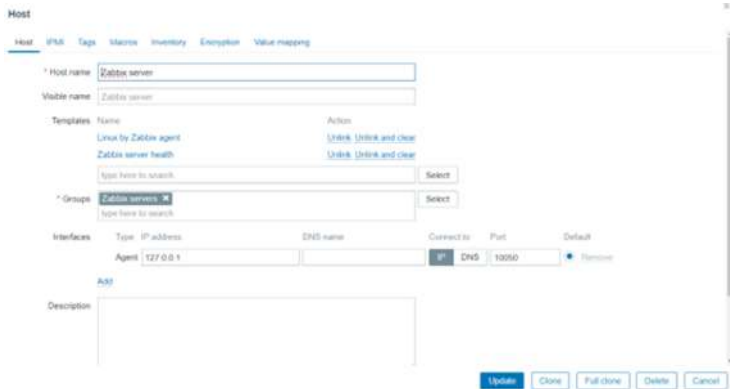 Host
Host IPMI Tags Macros Inventory Encryption Value mapping
* Host name Zabbix server
Visible name Zabbix server
Templates Name Action
Linux by Zabbix agent Unlink Unlink and clear
Zabbix server health Unlink Unlink and clear
type here to search Select
* Groups Zabbix servers × Select
type here to search
Interfaces Type IP address DNS name Connect to Port Default
Agent 127.0.0.1 IP DNS 10050 Remove
Add
Description
Update Clone Full clone Delete Cancel